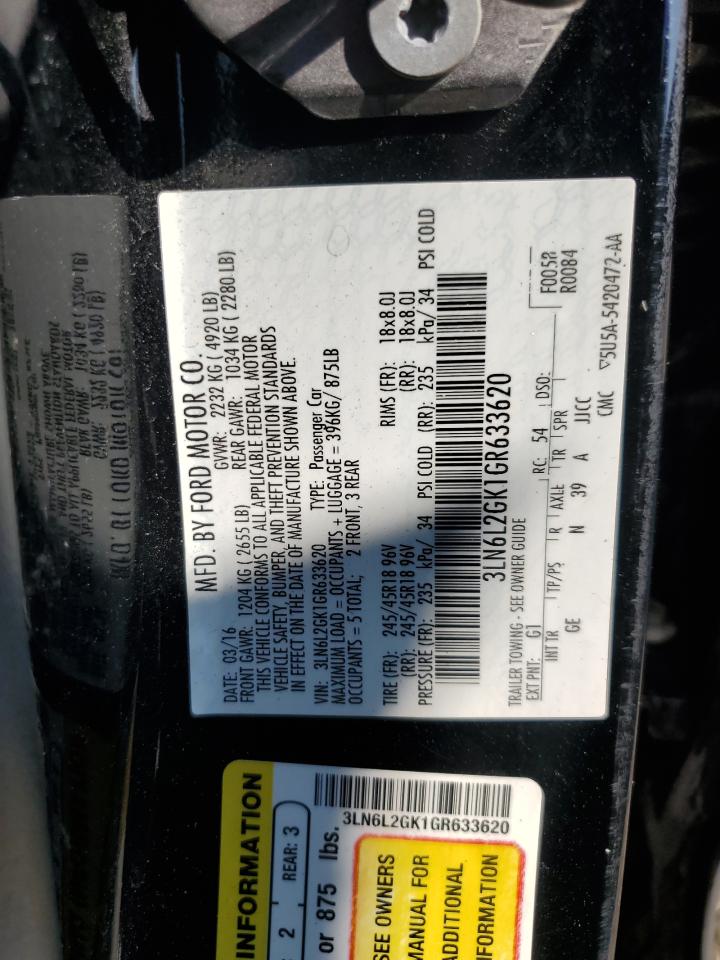 MFD. BY FORD MOTOR CO.
DATE: 03/16 GVWR: 2232 KG ( 4920 LB)
FRONT GAWR: 1204 KG ( 2655 LB) REAR GAWR: 1034 KG ( 2280 LB)
THIS VEHICLE CONFORMS TO ALL APPLICABLE FEDERAL MOTOR
VEHICLE SAFETY, BUMPER, AND THEFT PREVENTION STANDARDS
IN EFFECT ON THE DATE OF MANUFACTURE SHOWN ABOVE.
VIN: 3LN6L2GK1GR633620 TYPE: Passenger Car
MAXIMUM LOAD = OCCUPANTS + LUGGAGE = 396KG/ 875LB
OCCUPANTS = 5 TOTAL; 2 FRONT, 3 REAR
TIRE (FR): 245/45R18 96V RIMS (FR): 18x8.0J
(RR): 245/45R18 96V (RR): 18x8.0J
PRESSURE (FR): 235 kPa/ 34 PSI COLD (RR): 235 kPa/ 34 PSI COLD
3LN6L2GK1GR633620
TRAILER TOWING - SEE OWNER GUIDE
F0058
R0084
EXT PNT: G1 RC: 54 DSO:
INT TR TP/PS R AXLE TR SPR
GE N 39 A JJCC
CMC ▽5U5A-5420472-AA
INFORMATION
2 REAR: 3
or 875 lbs.
3LN6L2GK1GR633620
SEE OWNERS
MANUAL FOR
ADDITIONAL
INFORMATION